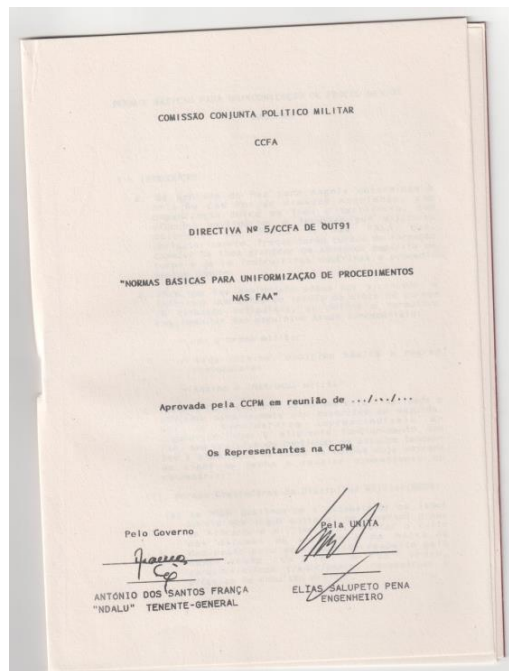 COMISSÃO CONJUNTA POLITICO MILITAR
CCFA
DIRECTIVA Nº 5/CCFA DE OUT91
"NORMAS BÁSICAS PARA UNIFORMIZAÇÃO DE PROCEDIMENTOS
NAS FAA"
Aprovada pela CCPM em reunião de .../.../...
Os Representantes na CCPM
Pelo Governo
Pela UNITA
ANTÓNIO DOS SANTOS FRANÇA
"NDALU" TENENTE-GENERAL
ELIAS SALUPETO PENA
ENGENHEIRO